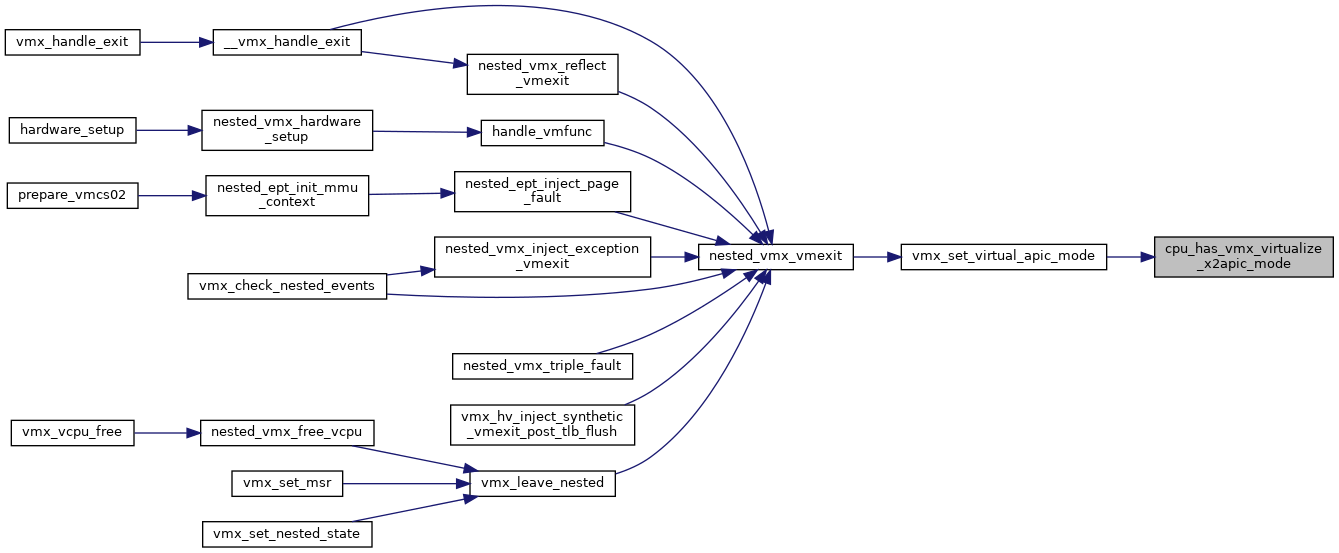 vmx_handle_exit
__vmx_handle_exit
nested_vmx_reflect
_vmexit
hardware_setup
nested_vmx_hardware
_setup
handle_vmfunc
prepare_vmcs02
nested_ept_init_mmu
_context
nested_ept_inject_page
_fault
nested_vmx_inject_exception
_vmexit
vmx_check_nested_events
nested_vmx_vmexit
vmx_set_virtual_apic_mode
cpu_has_vmx_virtualize
_x2apic_mode
nested_vmx_triple_fault
vmx_hv_inject_synthetic
_vmexit_post_tlb_flush
vmx_vcpu_free
nested_vmx_free_vcpu
vmx_set_msr
vmx_leave_nested
vmx_set_nested_state